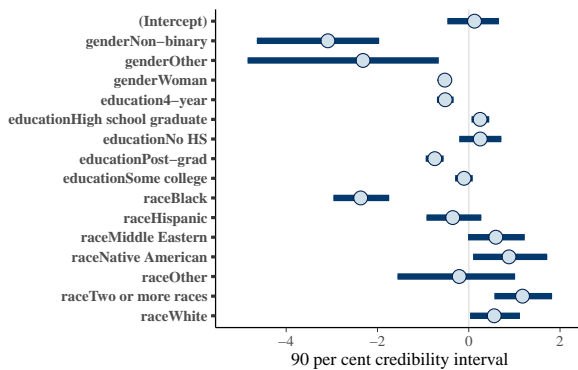 (Intercept)
genderNon−binary
genderOther
genderWoman
education4−year
educationHigh school graduate
educationNo HS
educationPost−grad
educationSome college
raceBlack
raceHispanic
raceMiddle Eastern
raceNative American
raceOther
raceTwo or more races
raceWhite
−4 −2 0 2
90 per cent credibility interval